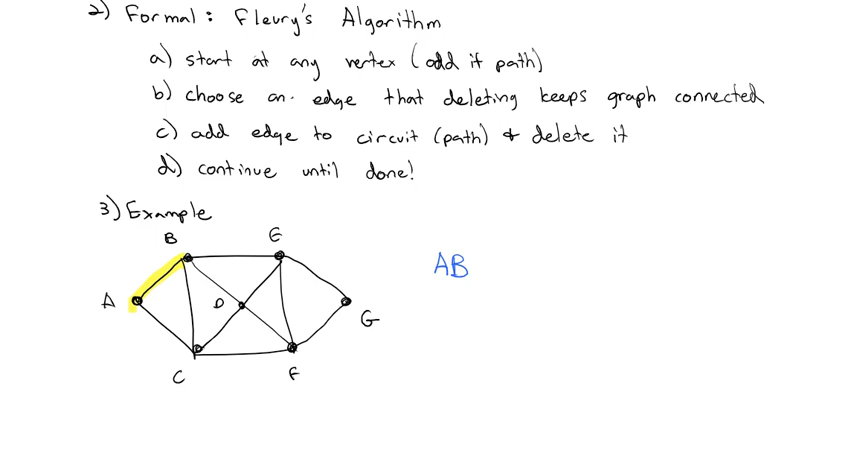 2) Formal: Fleury's Algorithm
a) start at any vertex (odd if path)
b) choose an edge that deleting keeps graph connected
c) add edge to circuit (path) & delete it
d) continue until done!
3) Example
B E
AB
A D G
C F